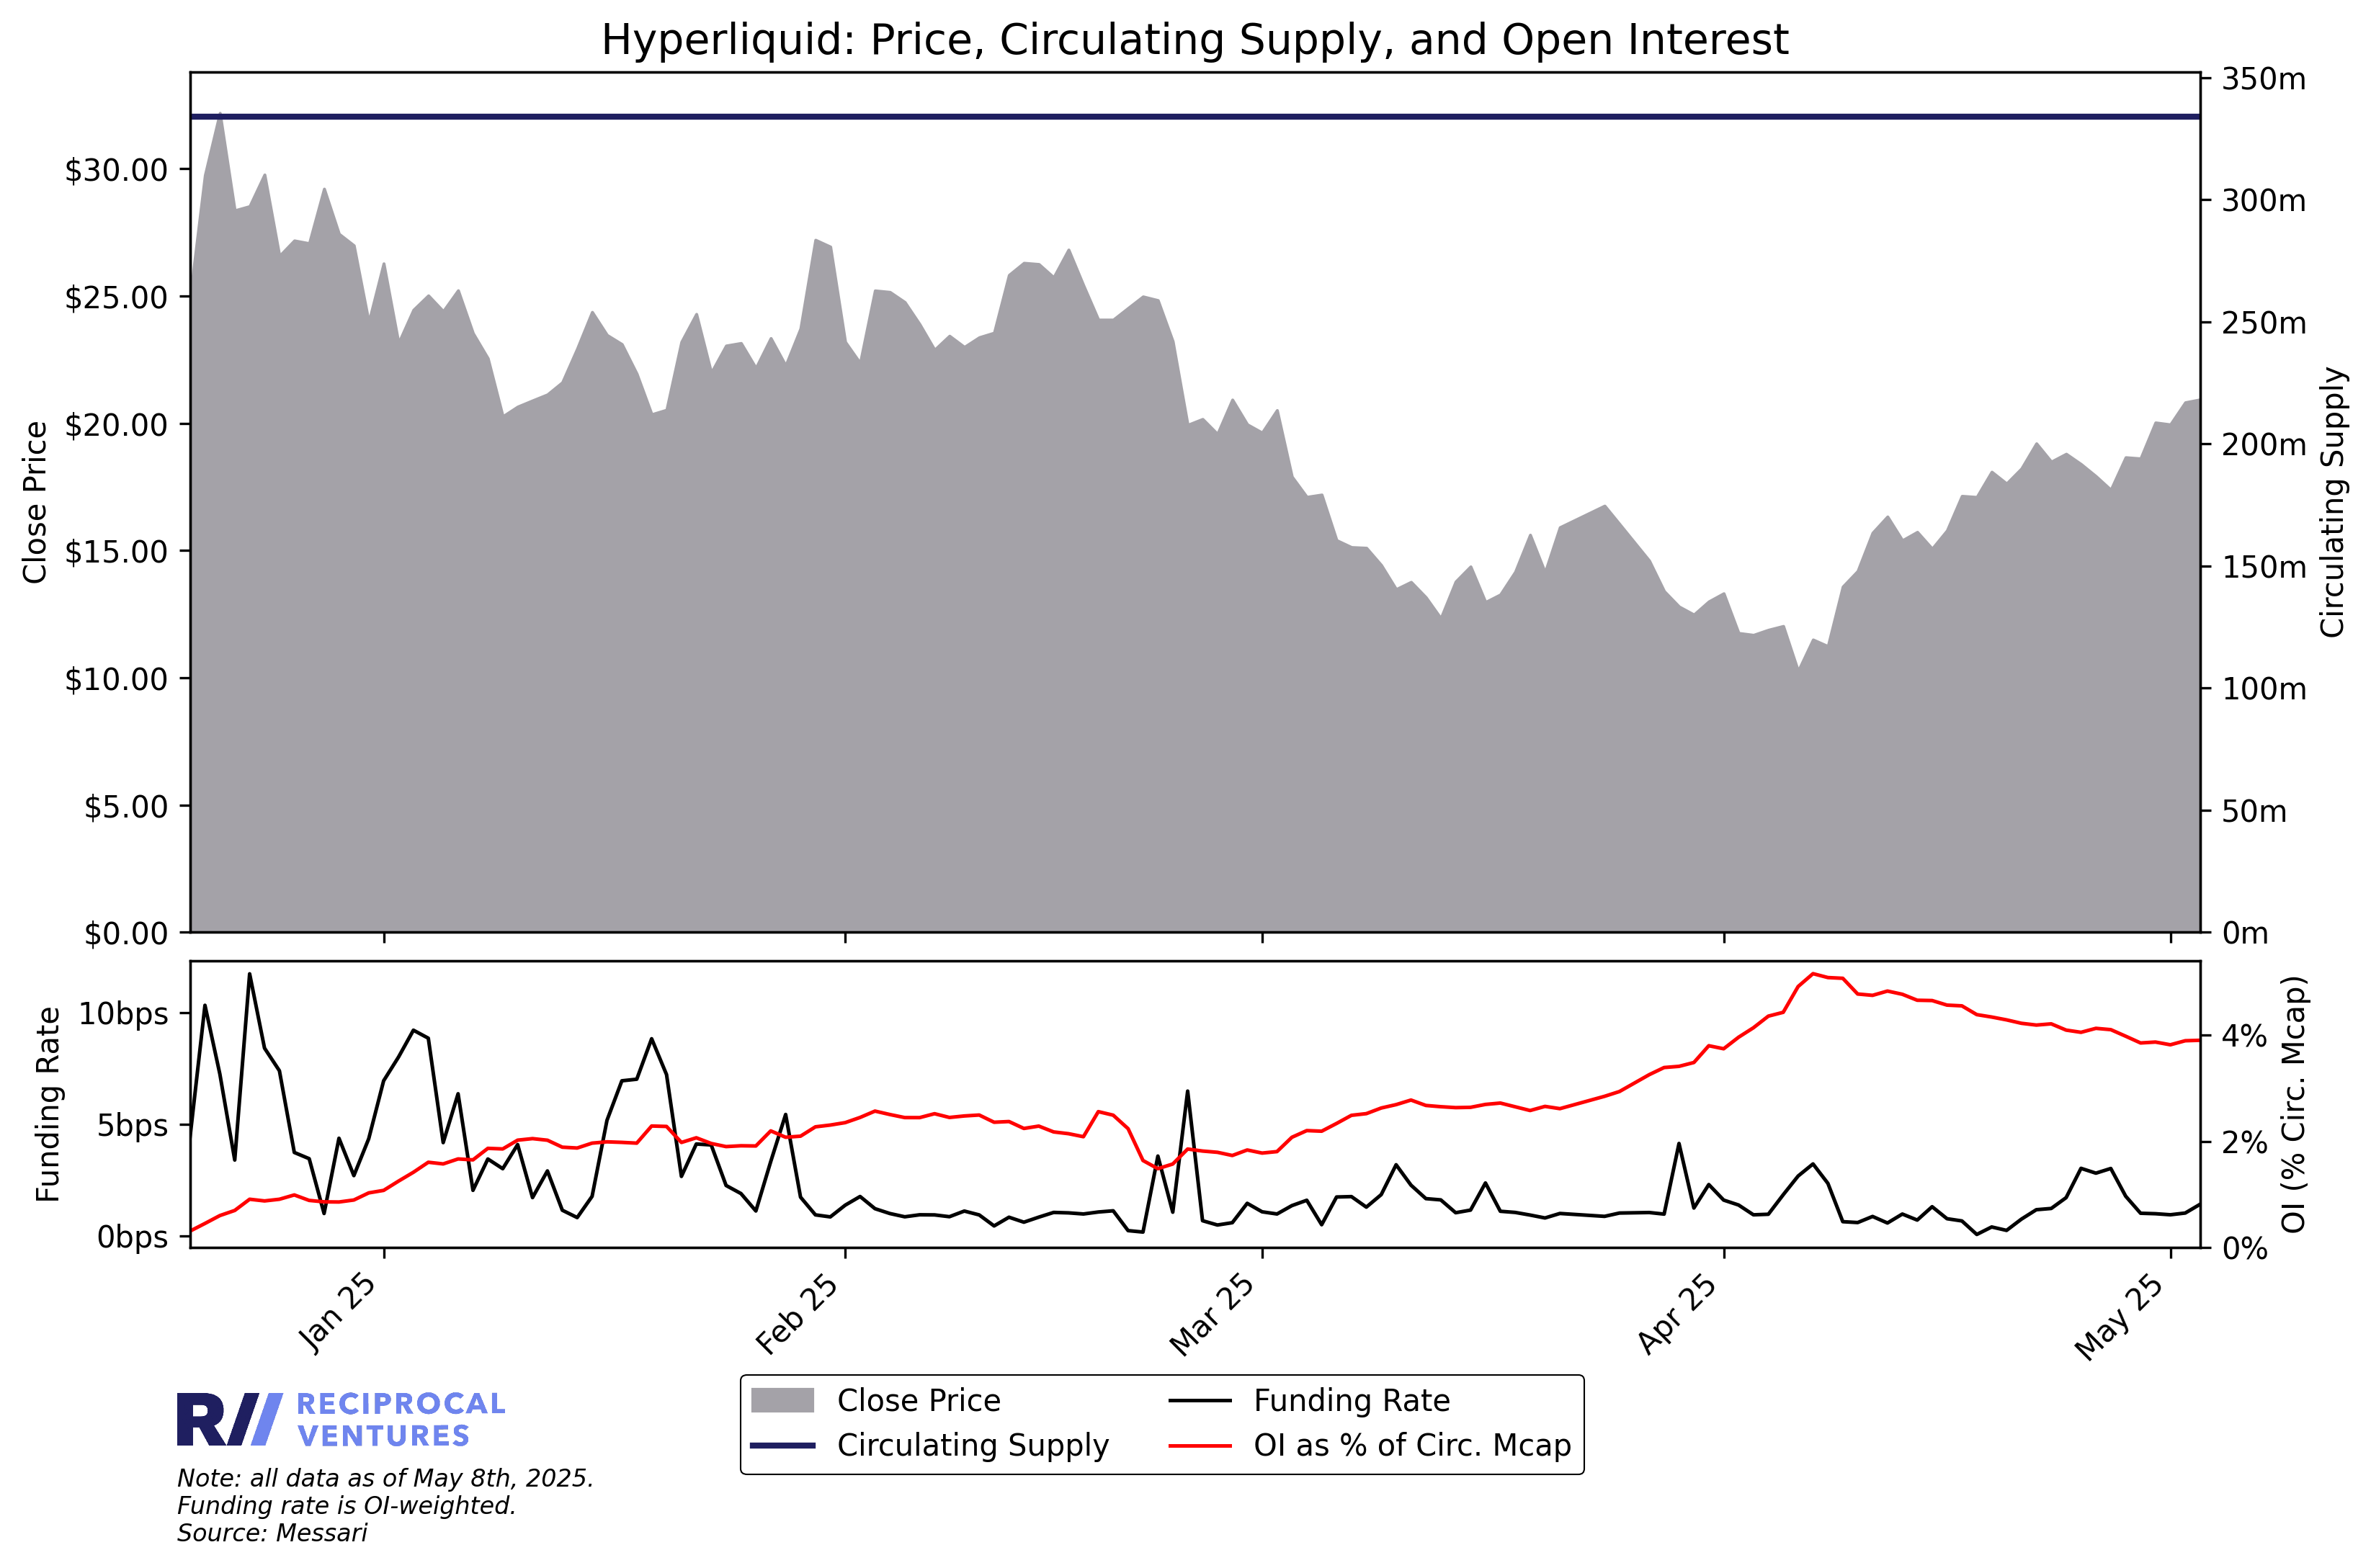 Hyperliquid: Price, Circulating Supply, and Open Interest
Close Price
$30.00
$25.00
$20.00
$15.00
$10.00
$5.00
$0.00
350m
300m
250m
200m
150m
100m
50m
0m
Circulating Supply
Funding Rate
10bps
5bps
0bps
4%
2%
0%
OI (% Circ. Mcap)
Jan 25
Feb 25
Mar 25
Apr 25
May 25
Close Price
Circulating Supply
Funding Rate
OI as % of Circ. Mcap
R// RECIPROCAL
VENTURES
Note: all data as of May 8th, 2025.
Funding rate is OI-weighted.
Source: Messari